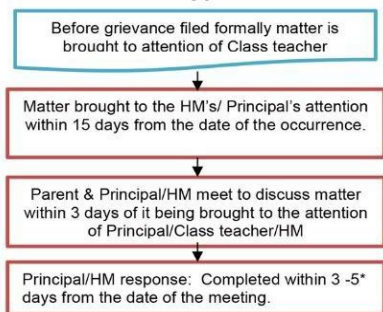 Before grievance filed formally matter is
brought to attention of Class teacher
Matter brought to the HM's/ Principal's attention
within 15 days from the date of the occurrence.
Parent & Principal/HM meet to discuss matter
within 3 days of it being brought to the attention
of Principal/Class teacher/HM
Principal/HM response: Completed within 3 -5*
days from the date of the meeting.